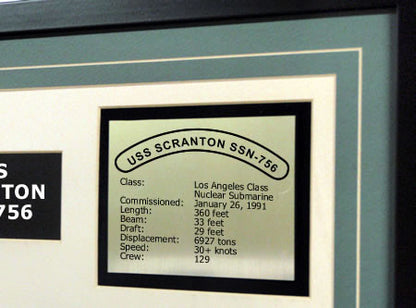 USS SCRANTON SSN-756
Class: Los Angeles Class
Nuclear Submarine
Commissioned: January 26, 1991
Length: 360 feet
Beam: 33 feet
Draft: 29 feet
Displacement: 6927 tons
Speed: 30+ knots
Crew: 129
S
NTON
756